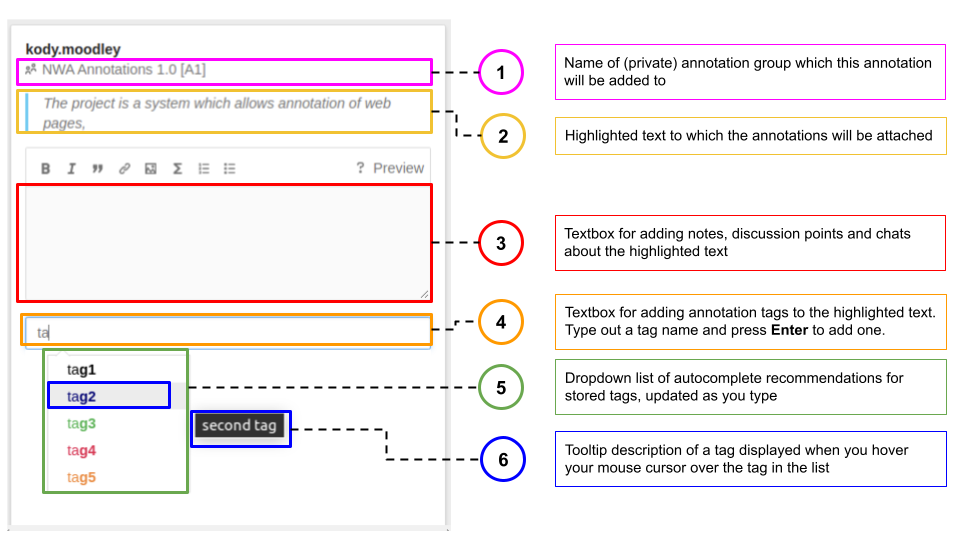 kody.moodley
NWA Annotations 1.0 [A1]
The project is a system which allows annotation of web
pages,
B I ” Σ ? Preview
ta
tag1
tag2
tag3
tag4
tag5
second tag
1
Name of (private) annotation group which this annotation
will be added to
2
Highlighted text to which the annotations will be attached
3
Textbox for adding notes, discussion points and chats
about the highlighted text
4
Textbox for adding annotation tags to the highlighted text.
Type out a tag name and press Enter to add one.
5
Dropdown list of autocomplete recommendations for
stored tags, updated as you type
6
Tooltip description of a tag displayed when you hover
your mouse cursor over the tag in the list